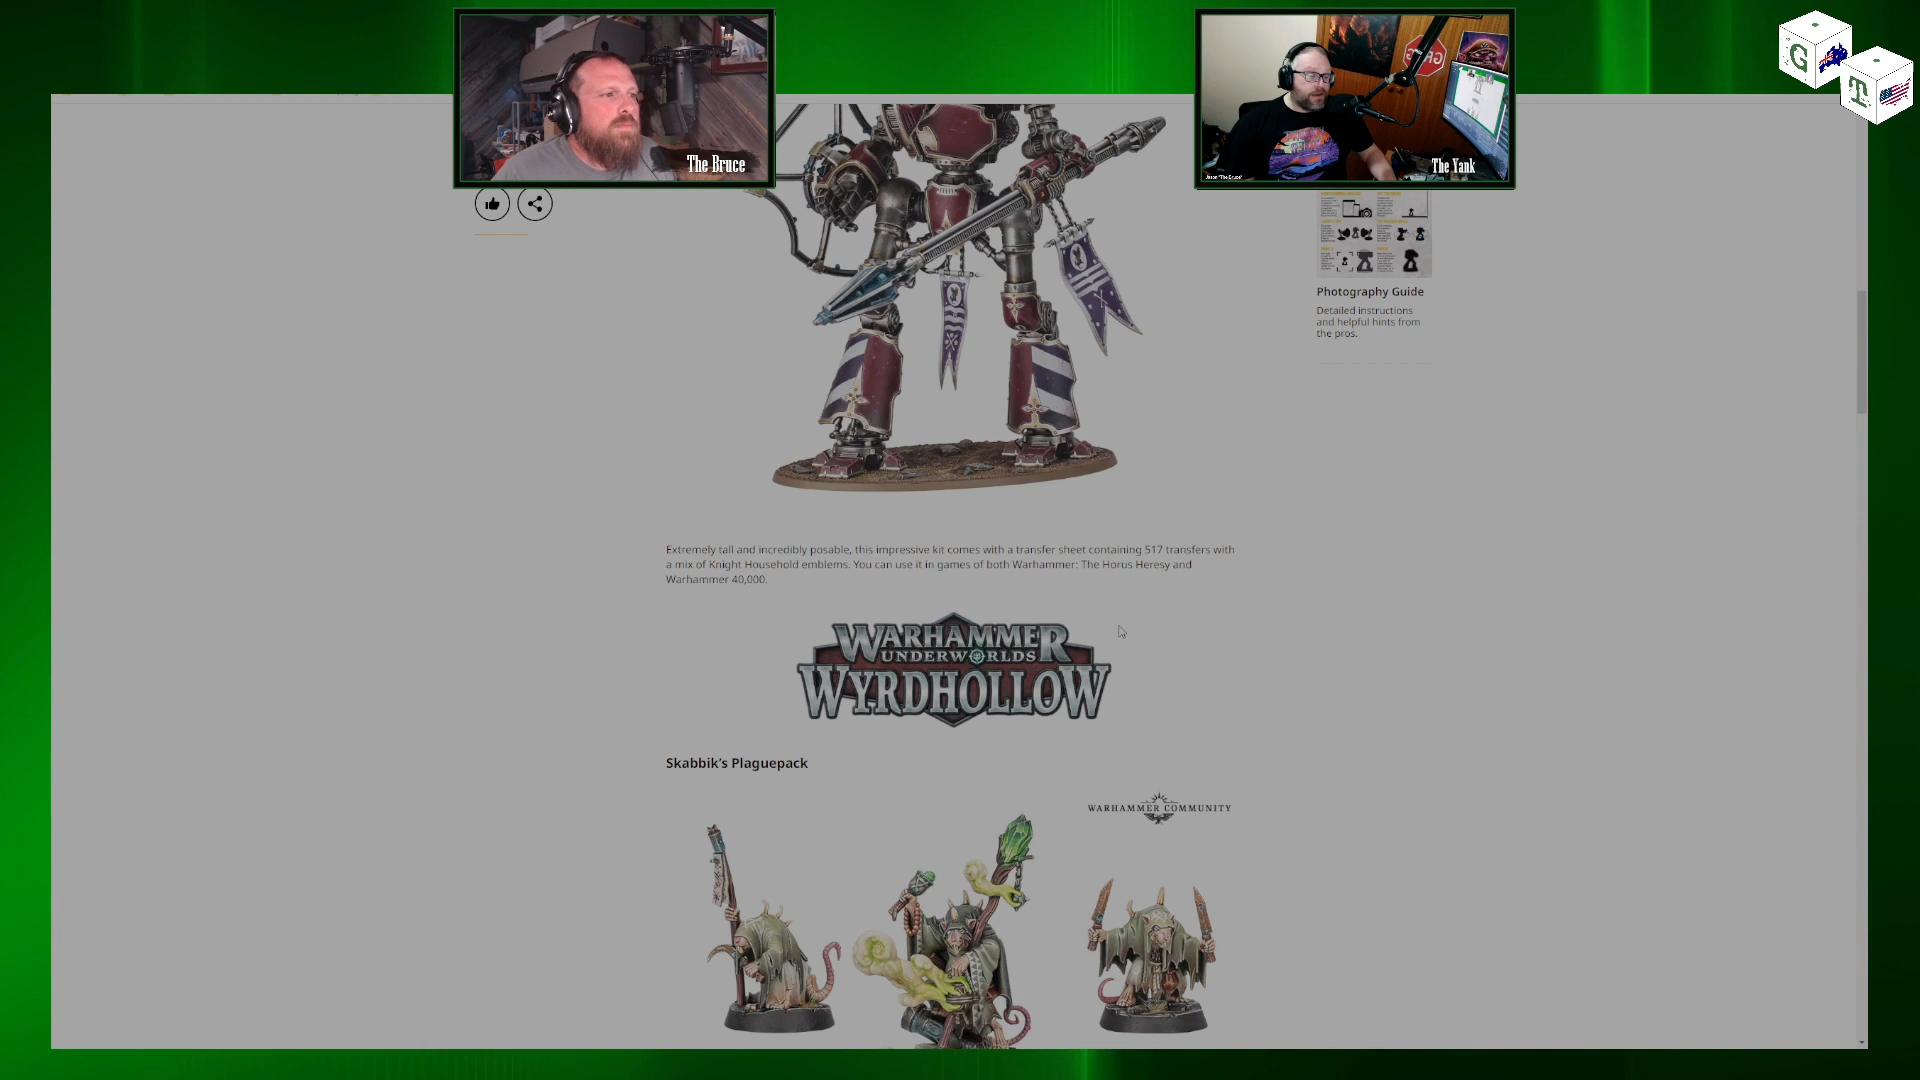 The Bruce
Jason "The Bruce"
The Yank
G
T
Photography Guide
Detailed instructions
and helpful hints from
the pros.
Extremely tall and incredibly posable, this impressive kit comes with a transfer sheet containing 517 transfers with
a mix of Knight Household emblems. You can use it in games of both Warhammer: The Horus Heresy and
Warhammer 40,000.
WARHAMMER
UNDERWORLDS
WYRDHOLLOW
Skabbik's Plaguepack
WARHAMMER COMMUNITY